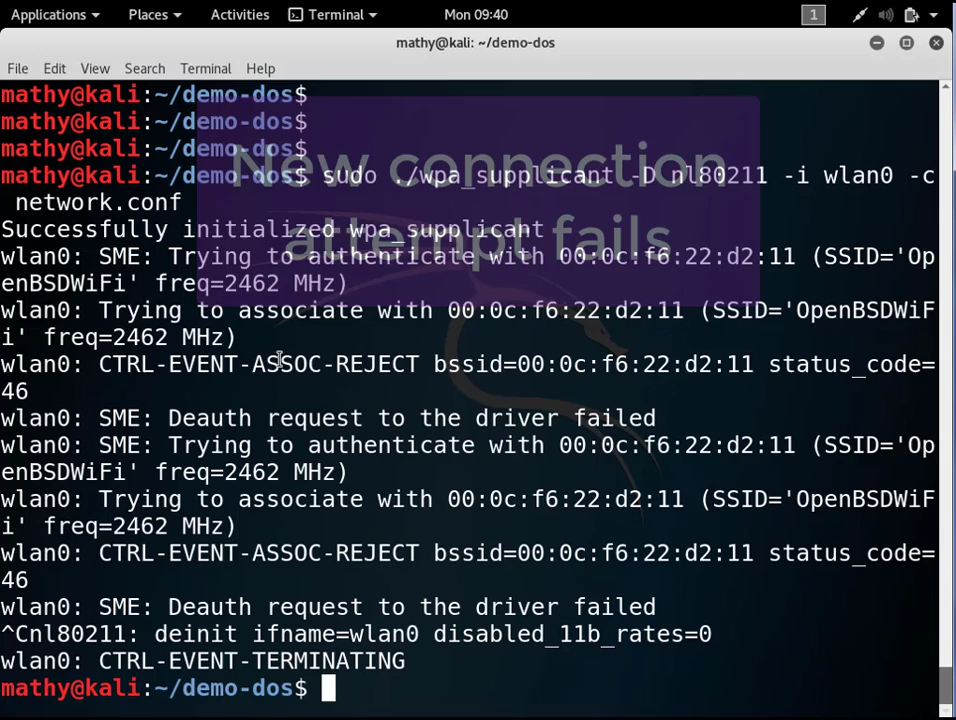 Applications Places Activities Terminal Mon 09:40 1
mathy@kali: ~/demo-dos
File Edit View Search Terminal Help
mathy@kali:~/demo-dos$
mathy@kali:~/demo-dos$
mathy@kali:~/demo-dos$
mathy@kali:~/demo-dos$ sudo ./wpa_supplicant -D nl80211 -i wlan0 -c
network.conf
Successfully initialized wpa_supplicant
wlan0: SME: Trying to authenticate with 00:0c:f6:22:d2:11 (SSID='Op
enBSDWiFi' freq=2462 MHz)
wlan0: Trying to associate with 00:0c:f6:22:d2:11 (SSID='OpenBSDWiF
i' freq=2462 MHz)
wlan0: CTRL-EVENT-ASSOC-REJECT bssid=00:0c:f6:22:d2:11 status_code=
46
wlan0: SME: Deauth request to the driver failed
wlan0: SME: Trying to authenticate with 00:0c:f6:22:d2:11 (SSID='Op
enBSDWiFi' freq=2462 MHz)
wlan0: Trying to associate with 00:0c:f6:22:d2:11 (SSID='OpenBSDWiF
i' freq=2462 MHz)
wlan0: CTRL-EVENT-ASSOC-REJECT bssid=00:0c:f6:22:d2:11 status_code=
46
wlan0: SME: Deauth request to the driver failed
^Cnl80211: deinit ifname=wlan0 disabled_11b_rates=0
wlan0: CTRL-EVENT-TERMINATING
mathy@kali:~/demo-dos$
New connection
attempt fails